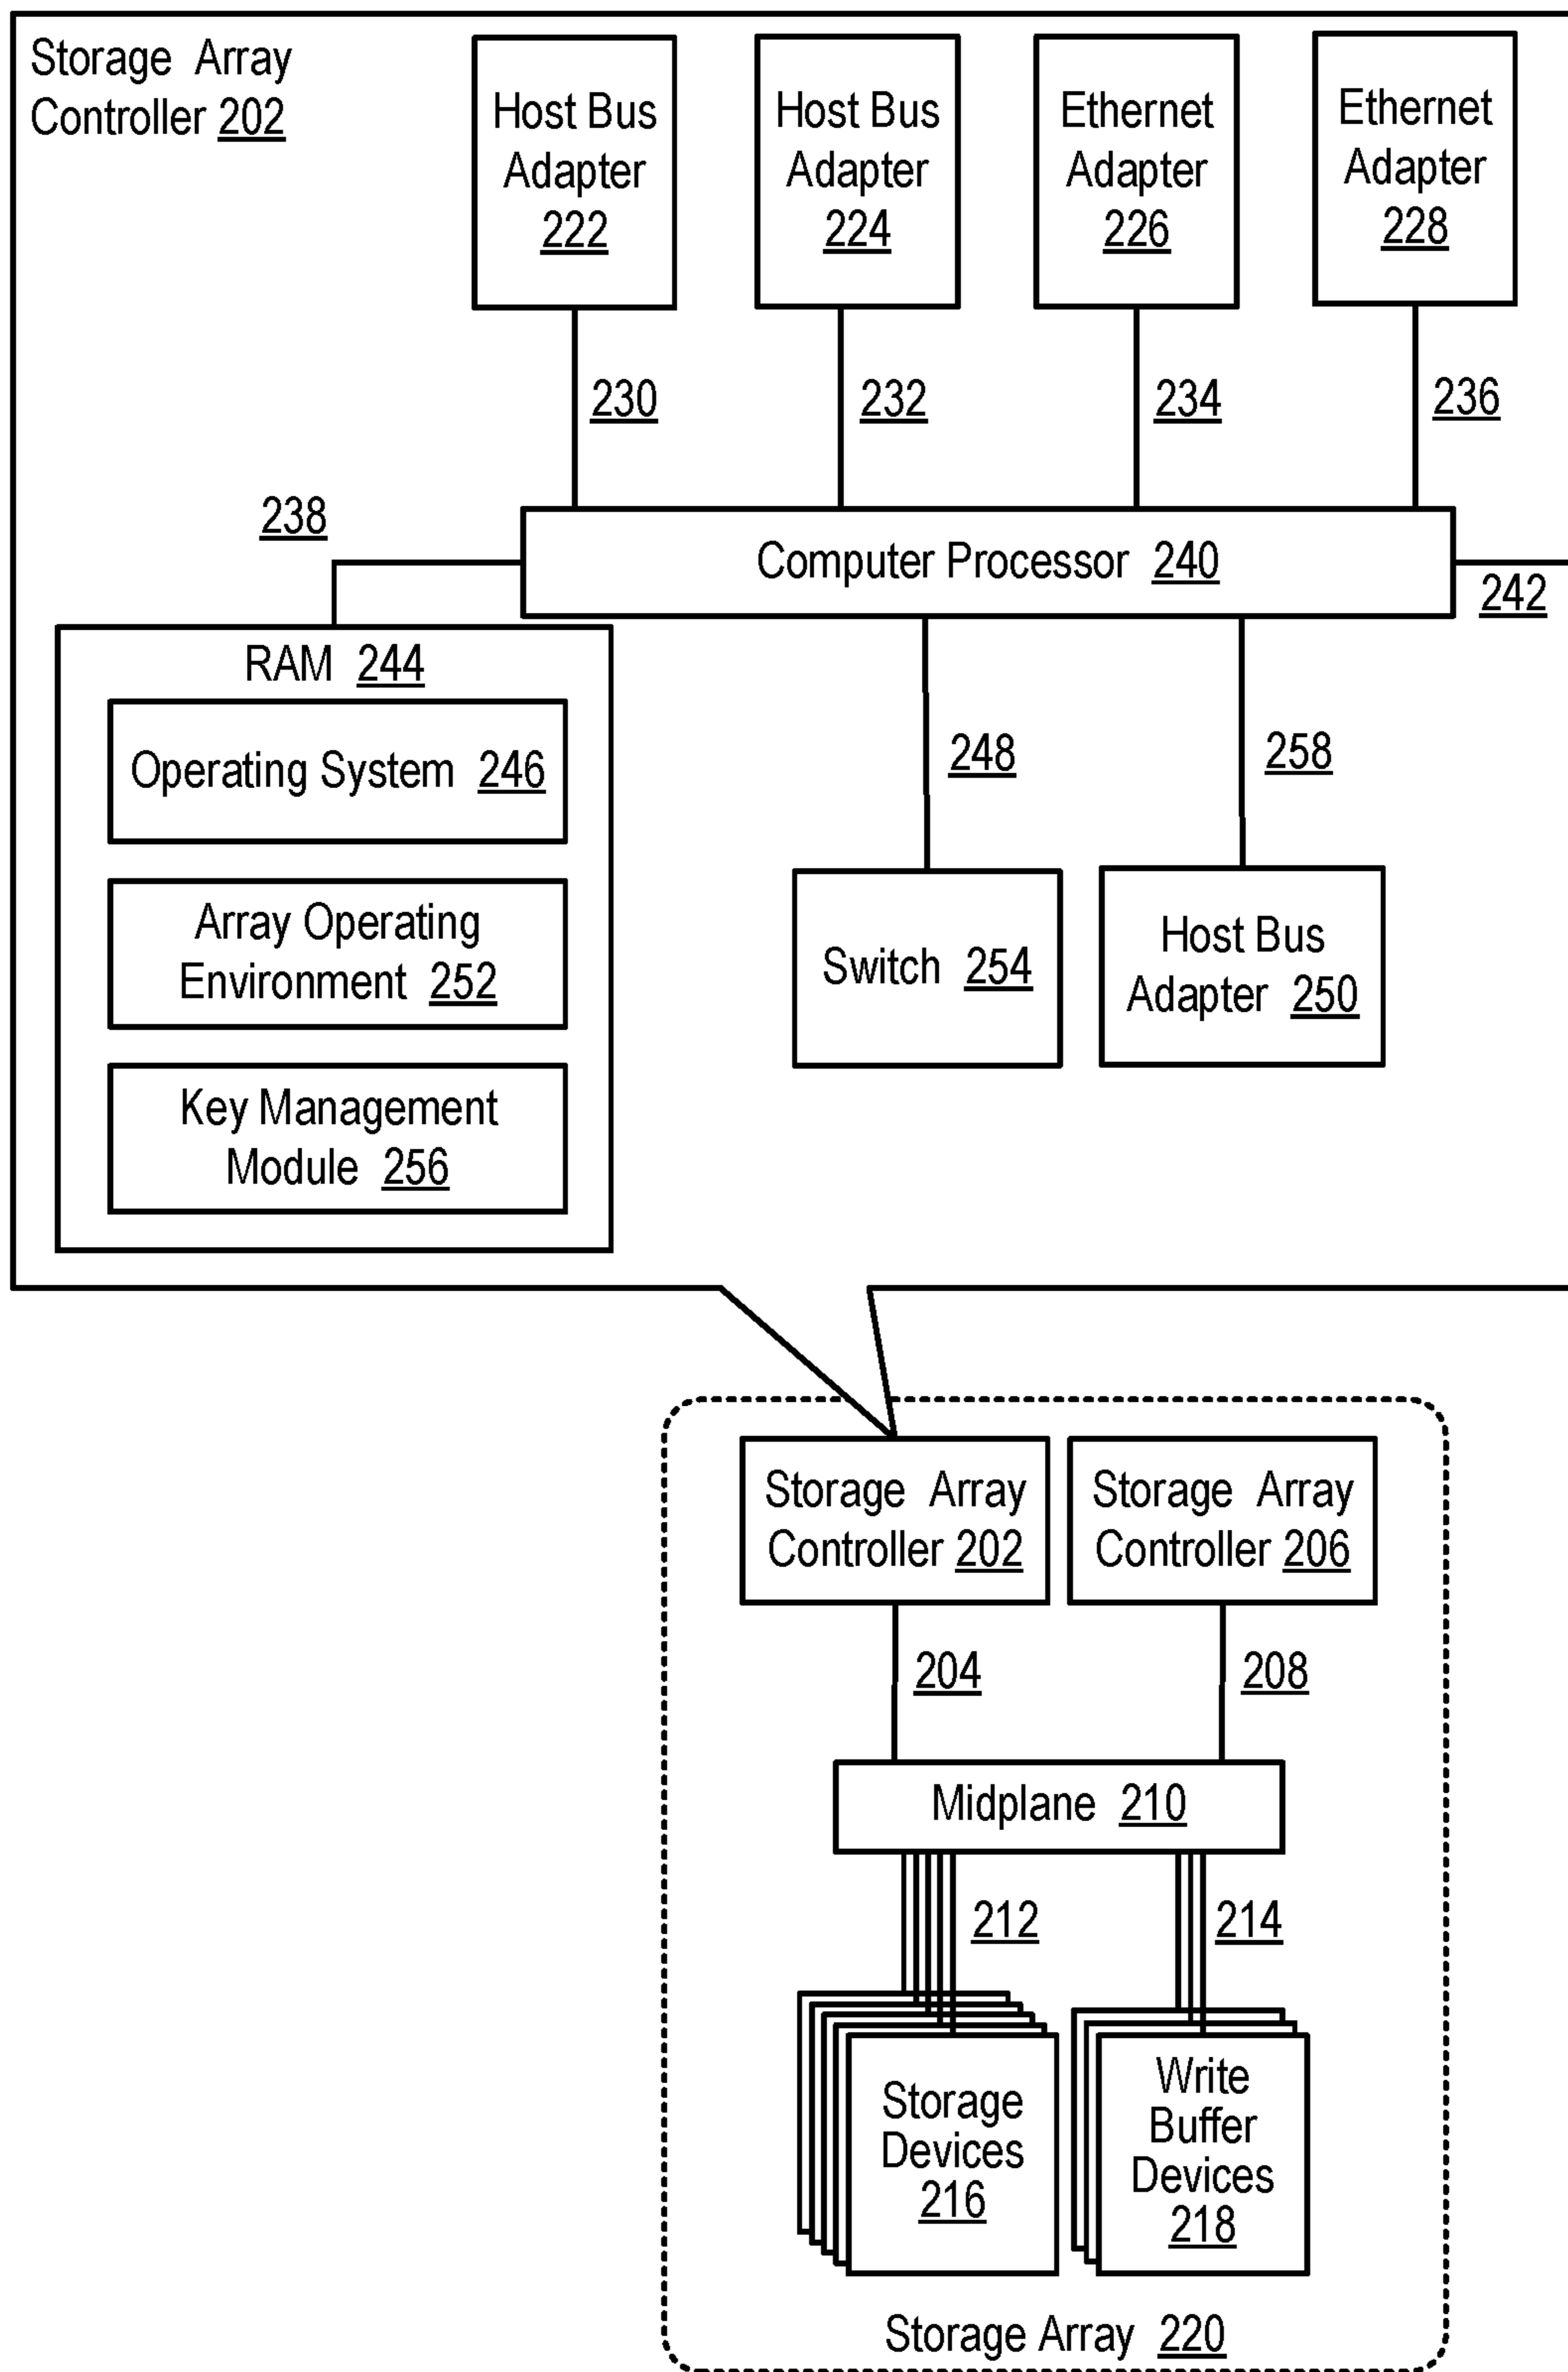 Storage Array
Controller 202
Host Bus
Adapter
222
Host Bus
Adapter
224
Ethernet
Adapter
226
Ethernet
Adapter
228
230
232
234
236
238
Computer Processor 240
242
RAM 244
Operating System 246
Array Operating
Environment 252
Key Management
Module 256
248
258
Switch 254
Host Bus
Adapter 250
Storage Array
Controller 202
Storage Array
Controller 206
204
208
Midplane 210
212
214
Storage
Devices
216
Write
Buffer
Devices
218
Storage Array 220